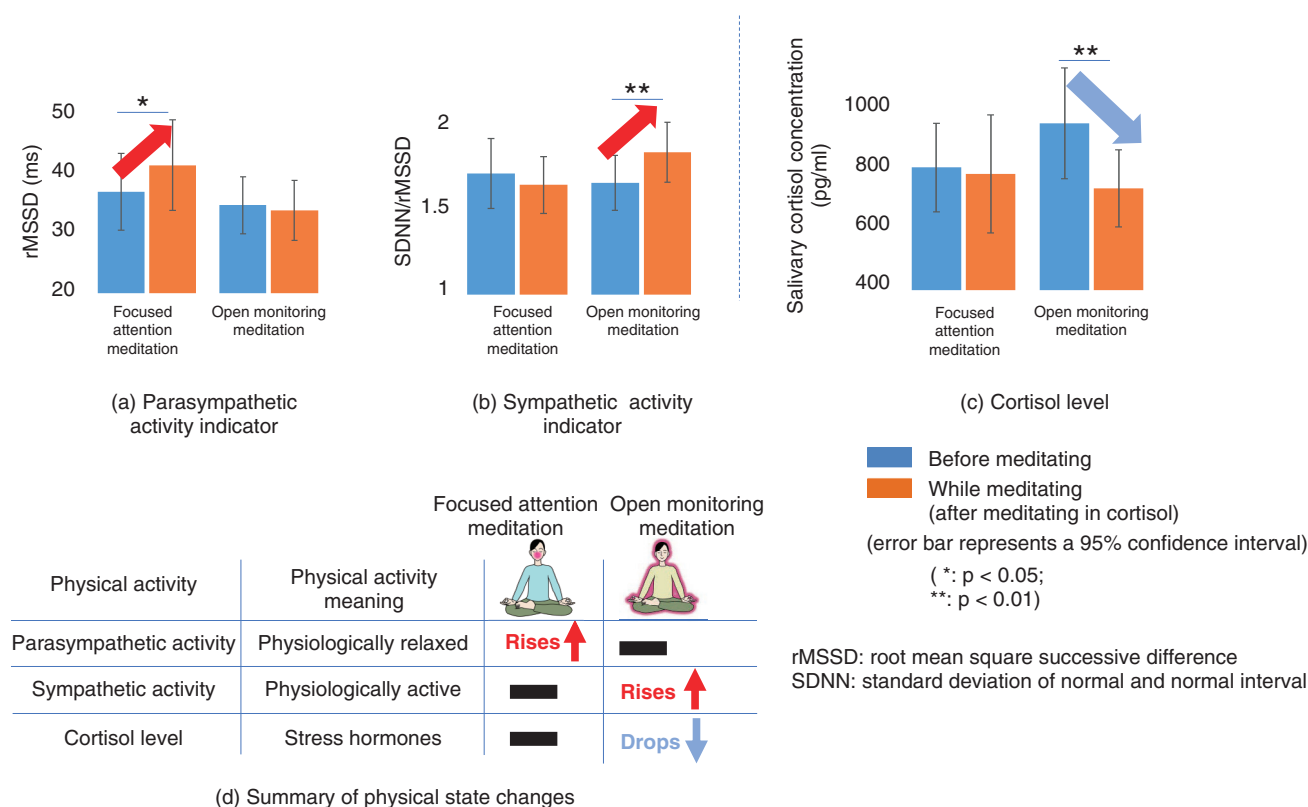 50
40
30
20
rMSSD (ms)
*
Focused
attention
meditation
Open monitoring
meditation
(a) Parasympathetic
activity indicator
2
1.5
1
SDNN/rMSSD
**
Focused
attention
meditation
Open monitoring
meditation
(b) Sympathetic activity
indicator
1000
800
600
400
Salivary cortisol concentration
(pg/ml)
**
Focused
attention
meditation
Open monitoring
meditation
(c) Cortisol level
Before meditating
While meditating
(after meditating in cortisol)
(error bar represents a 95% confidence interval)
( *: p < 0.05;
**: p < 0.01)
rMSSD: root mean square successive difference
SDNN: standard deviation of normal and normal interval
Focused attention
meditation
Open monitoring
meditation
Physical activity
Physical activity
meaning
Parasympathetic activity
Physiologically relaxed
Rises
Sympathetic activity
Physiologically active
Rises
Cortisol level
Stress hormones
Drops
(d) Summary of physical state changes